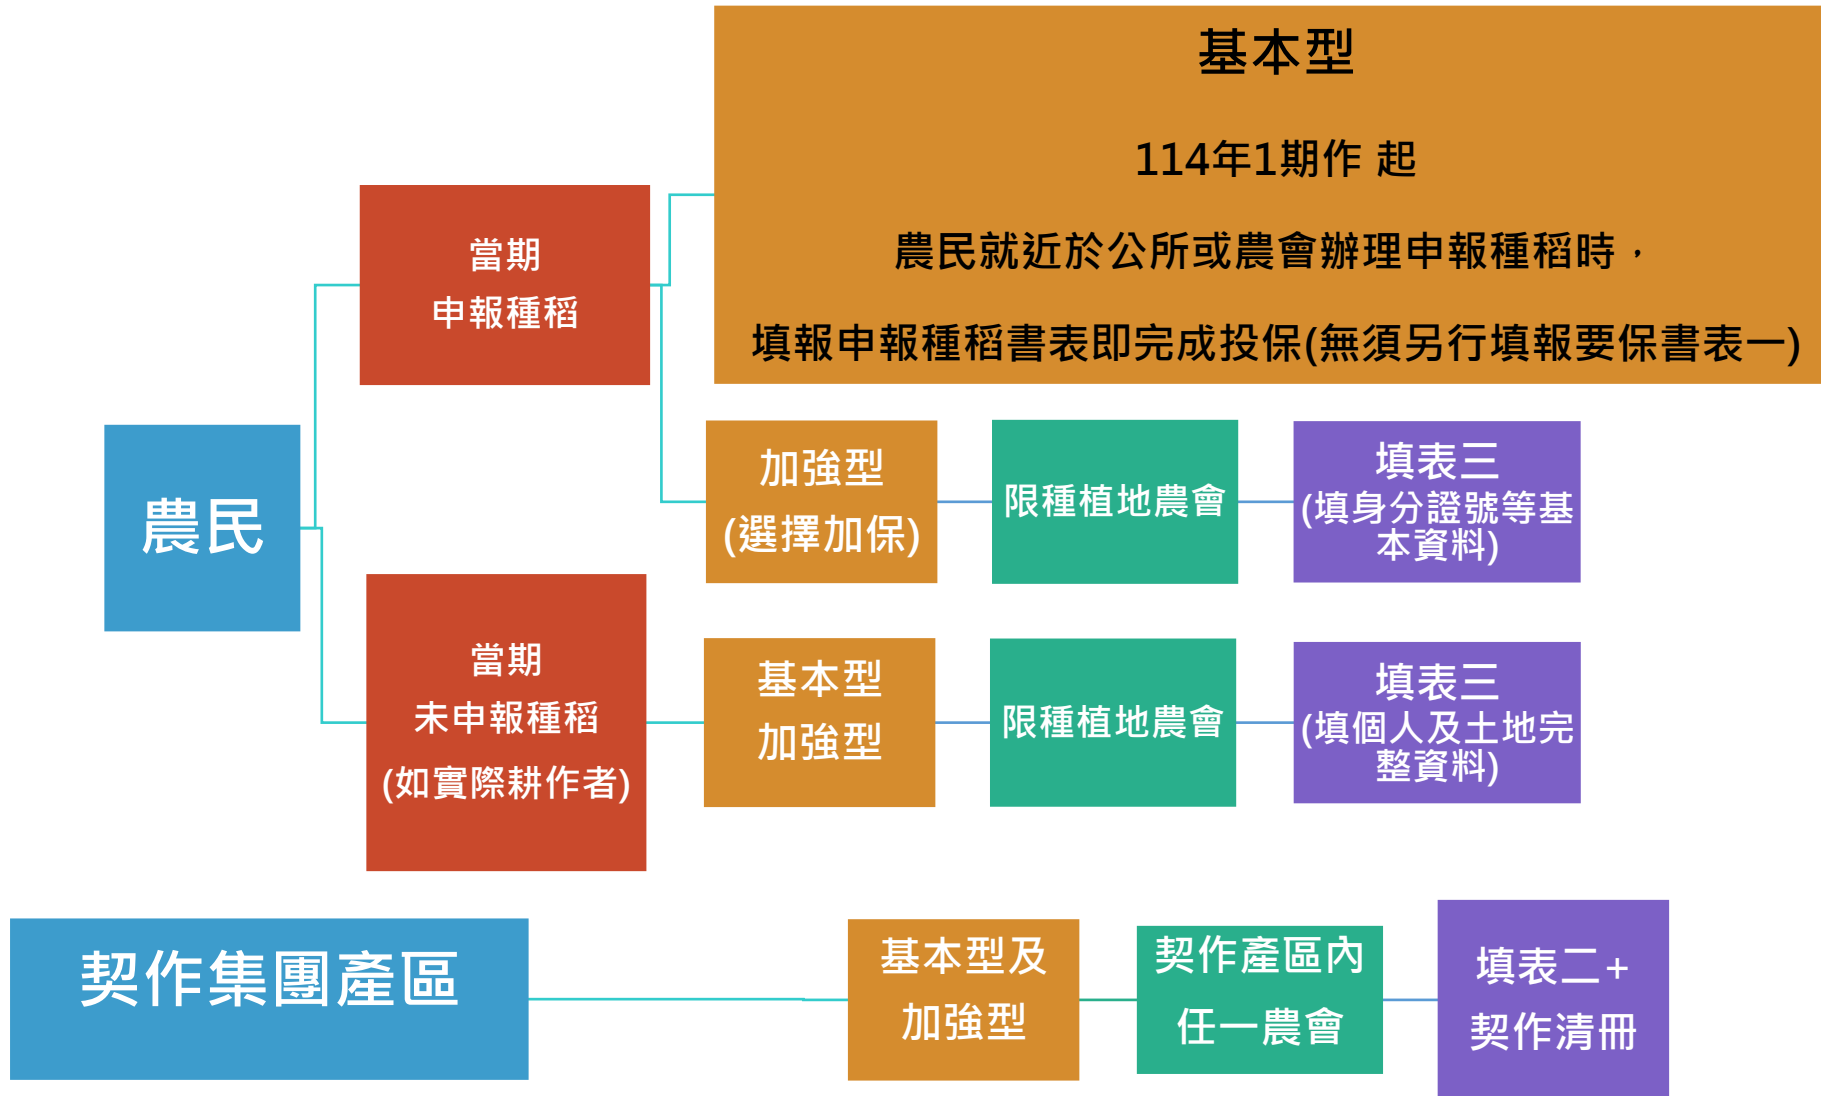 農民
當期
申報種稻
基本型
114年1期作 起
農民就近於公所或農會辦理申報種稻時，
填報申報種稻書表即完成投保(無須另行填報要保書表一)
加強型
(選擇加保)
限種植地農會
填表三
(填身分證號等基
本資料)
當期
未申報種稻
(如實際耕作者)
基本型
加強型
限種植地農會
填表三
(填個人及土地完
整資料)
契作集團產區
基本型及
加強型
契作產區內
任一農會
填表二+
契作清冊